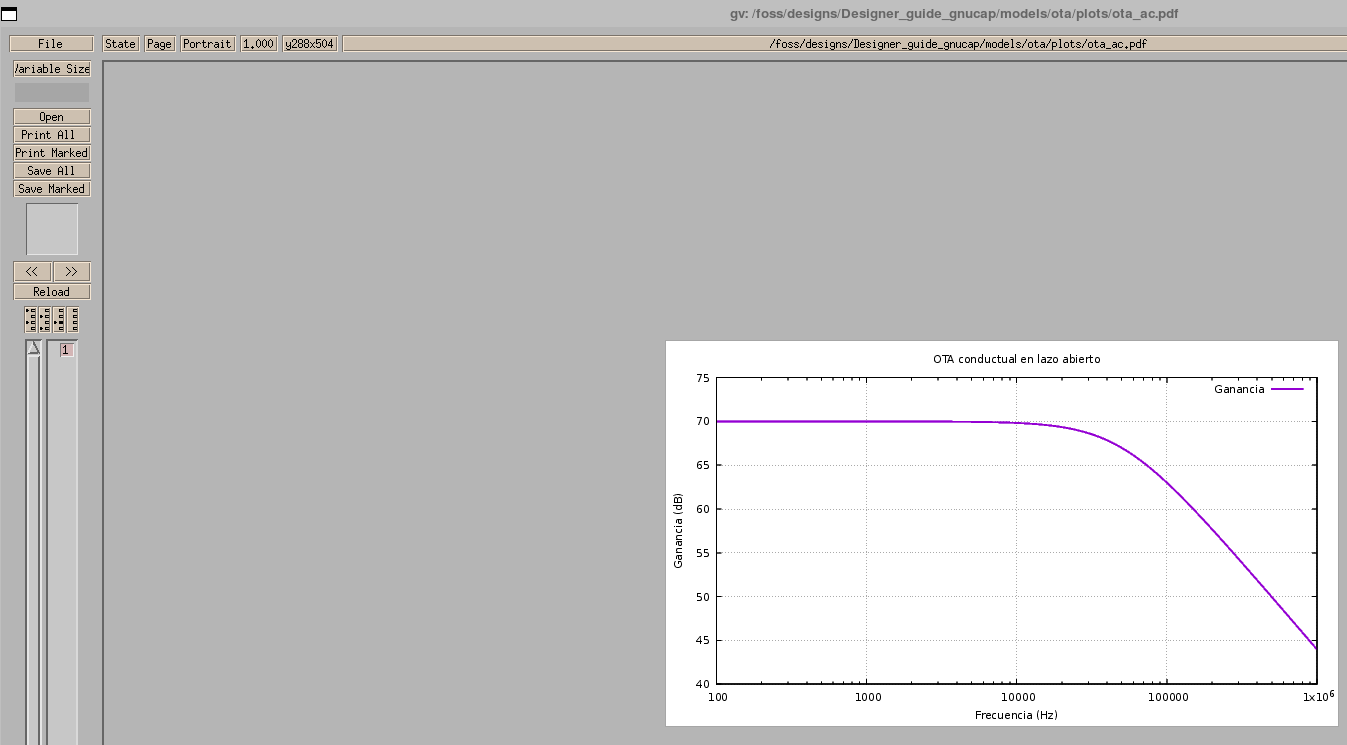 gv: /foss/designs/Designer_guide_gnucap/models/ota/plots/ota_ac.pdf
File State Page Portrait 1.000 y288x504 /foss/designs/Designer_guide_gnucap/models/ota/plots/ota_ac.pdf
Variable Size
Open
Print All
Print Marked
Save All
Save Marked
<< >>
Reload
1
OTA conductual en lazo abierto
Ganancia
Ganancia (dB)
75
70
65
60
55
50
45
40
100 1000 10000 100000 1x10⁶
Frecuencia (Hz)